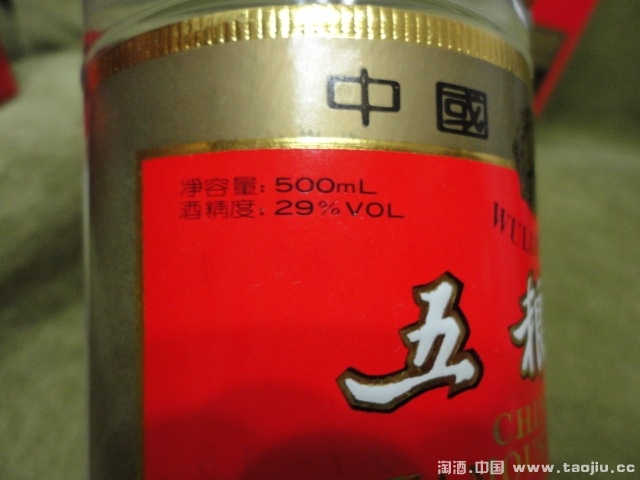 中國
净容量: 500mL
酒精度: 29%VOL
五
淘酒.中国 www.taojiu.cc